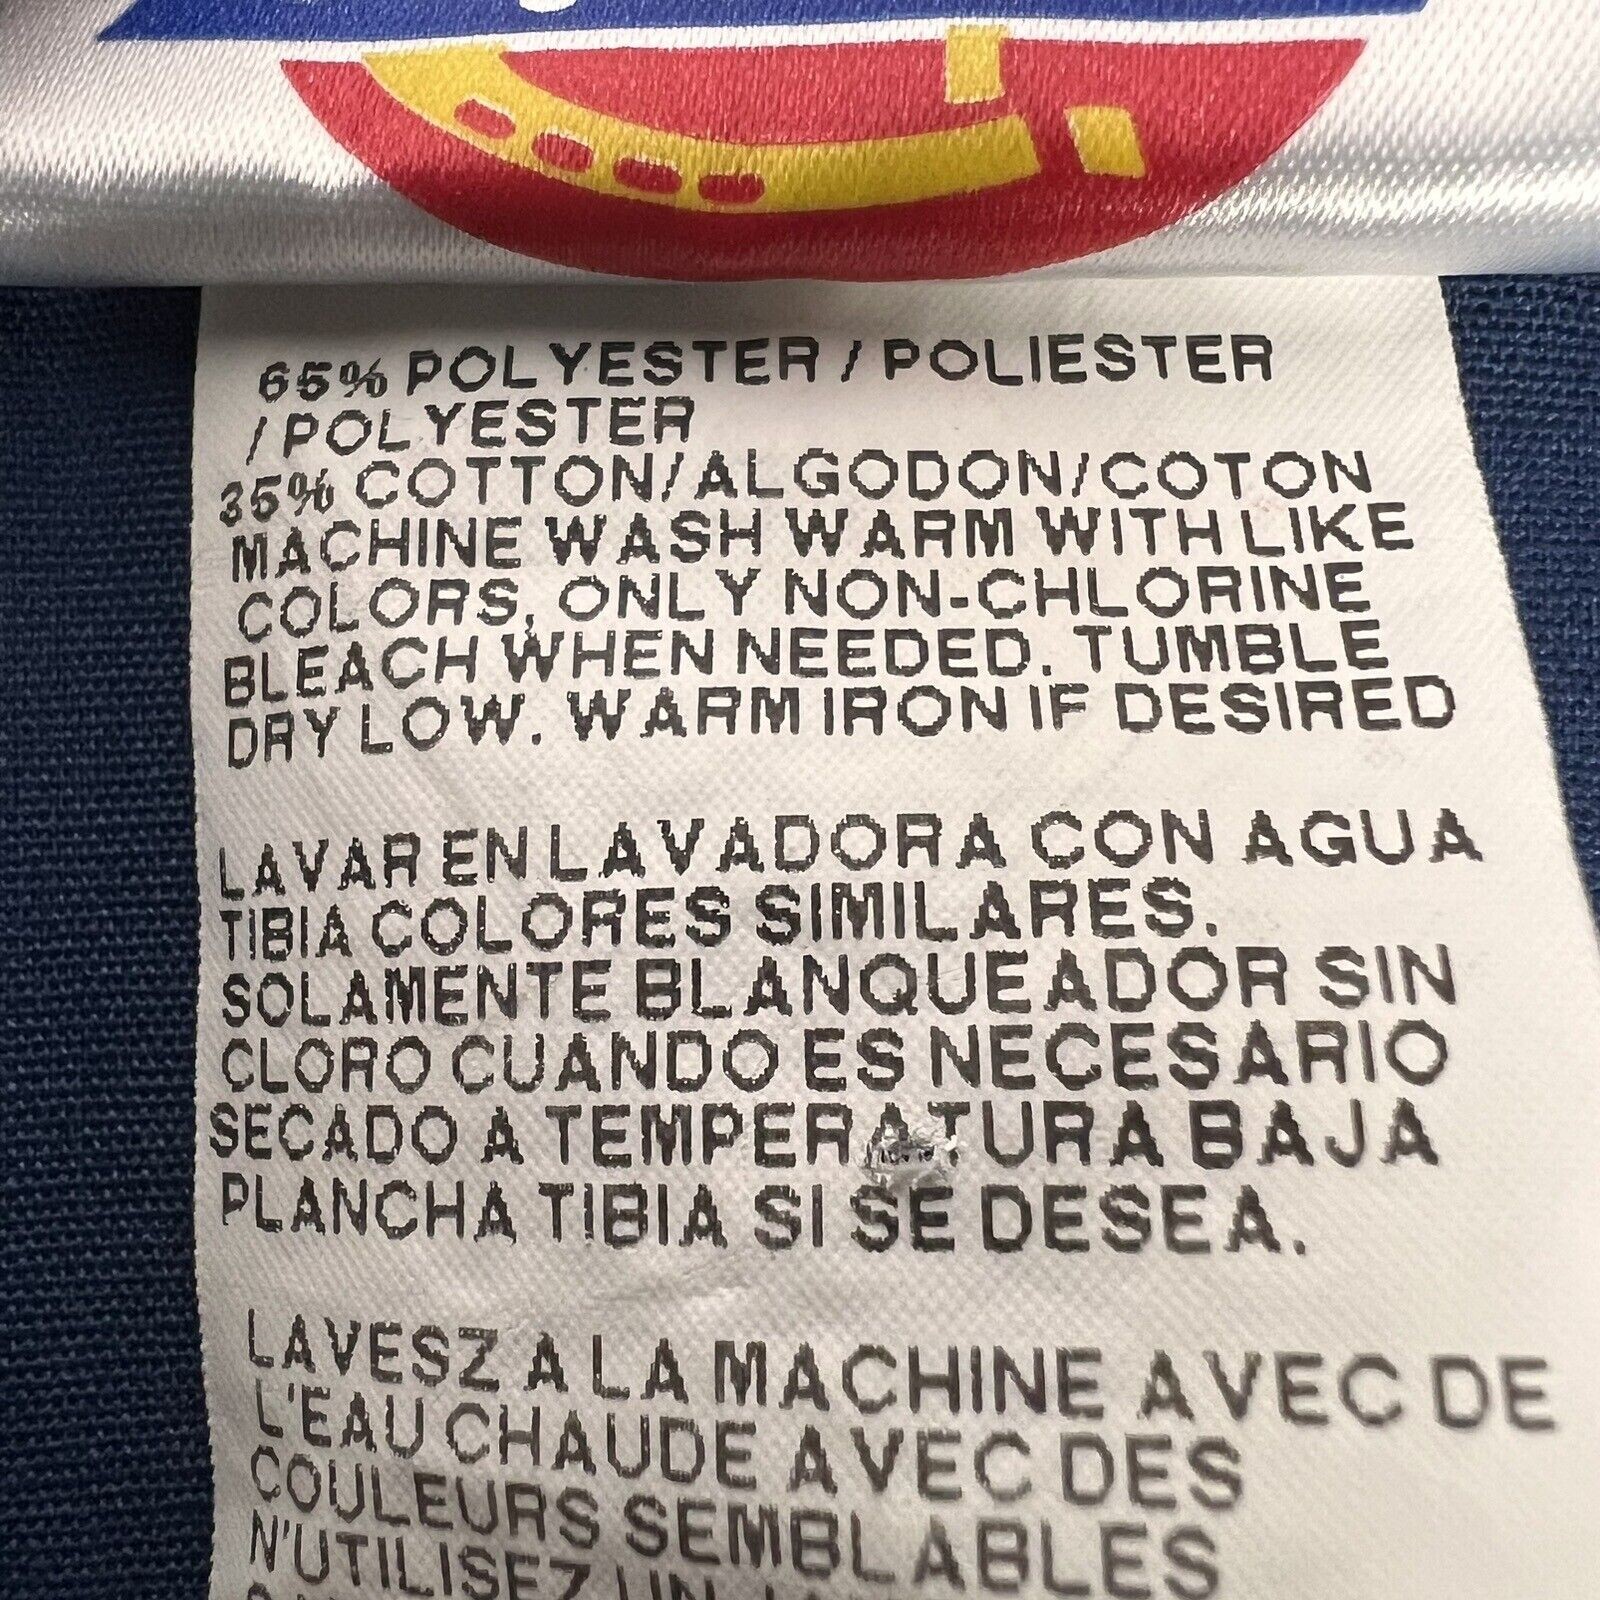 65% POLYESTER / POLIESTER
/ POLYESTER
35% COTTON/ALGODON/COTON
MACHINE WASH WARM WITH LIKE
COLORS, ONLY NON-CHLORINE
BLEACH WHEN NEEDED. TUMBLE
DRY LOW. WARM IRON IF DESIRED
LAVAR EN LAVADORA CON AGUA
TIBIA COLORES SIMILARES.
SOLAMENTE BLANQUEADOR SIN
CLORO CUANDO ES NECESARIO
SECADO A TEMPERATURA BAJA
PLANCHA TIBIA SI SE DESEA.
LAVESZ A LA MACHINE AVEC DE
L'EAU CHAUDE AVEC DES
COULEURS SEMBLABLES
N'UTILISEZ UN